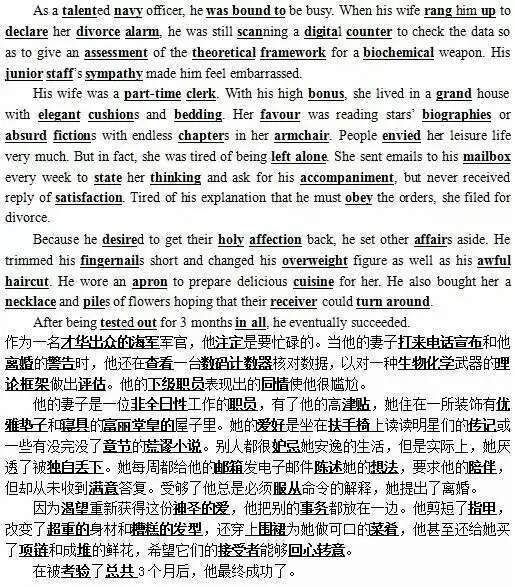 As a talented navy officer, he was bound to be busy. When his wife rang him up to
declare her divorce alarm, he was still scanning a digital counter to check the data so
as to give an assessment of the theoretical framework for a biochemical weapon. His
junior staff's sympathy made him feel embarrassed.
His wife was a part-time clerk. With his high bonus, she lived in a grand house
with elegant cushions and bedding. Her favour was reading stars' biographies or
absurd fictions with endless chapters in her armchair. People envied her leisure life
very much. But in fact, she was tired of being left alone. She sent emails to his mailbox
every week to state her thinking and ask for his accompaniment, but never received
reply of satisfaction. Tired of his explanation that he must obey the orders, she filed for
divorce.
Because he desired to get their holy affection back, he set other affairs aside. He
trimmed his fingernails short and changed his overweight figure as well as his awful
haircut. He wore an apron to prepare delicious cuisine for her. He also bought her a
necklace and piles of flowers hoping that their receiver could turn around.
After being tested out for 3 months in all, he eventually succeeded.
作为一名才华出众的海军军官，他注定是要忙碌的。当他的妻子打来电话宣布和他
离婚的警告时，他还在查看一台数码计数器核对数据，以对一种生物化学武器的理
论框架做出评估。他的下级职员表现出的同情使他很尴尬。
他的妻子是一位非全日性工作的职员，有了他的高津贴，她住在一所装饰有优
雅垫子和寝具的富丽堂皇的屋子里。她的爱好是坐在扶手椅上读读明星们的传记或
一些有没完没了章节的荒谬小说。别人都很妒忌她安逸的生活，但是实际上，她厌
透了被独自丢下。她每周都给他的邮箱发电子邮件陈述她的想法，要求他的陪伴，
但却从未收到满意答复。受够了他总是必须服从命令的解释，她提出了离婚。
因为渴望重新获得这份神圣的爱，他把别的事务都放在一边。他剪短了指甲，
改变了超重的身材和糟糕的发型，还穿上围裙为她做可口的菜肴，他甚至还给她买
了项链和成堆的鲜花，希望它们的接受者能够回心转意。
在被考验了总共 3 个月后，他最终成功了。